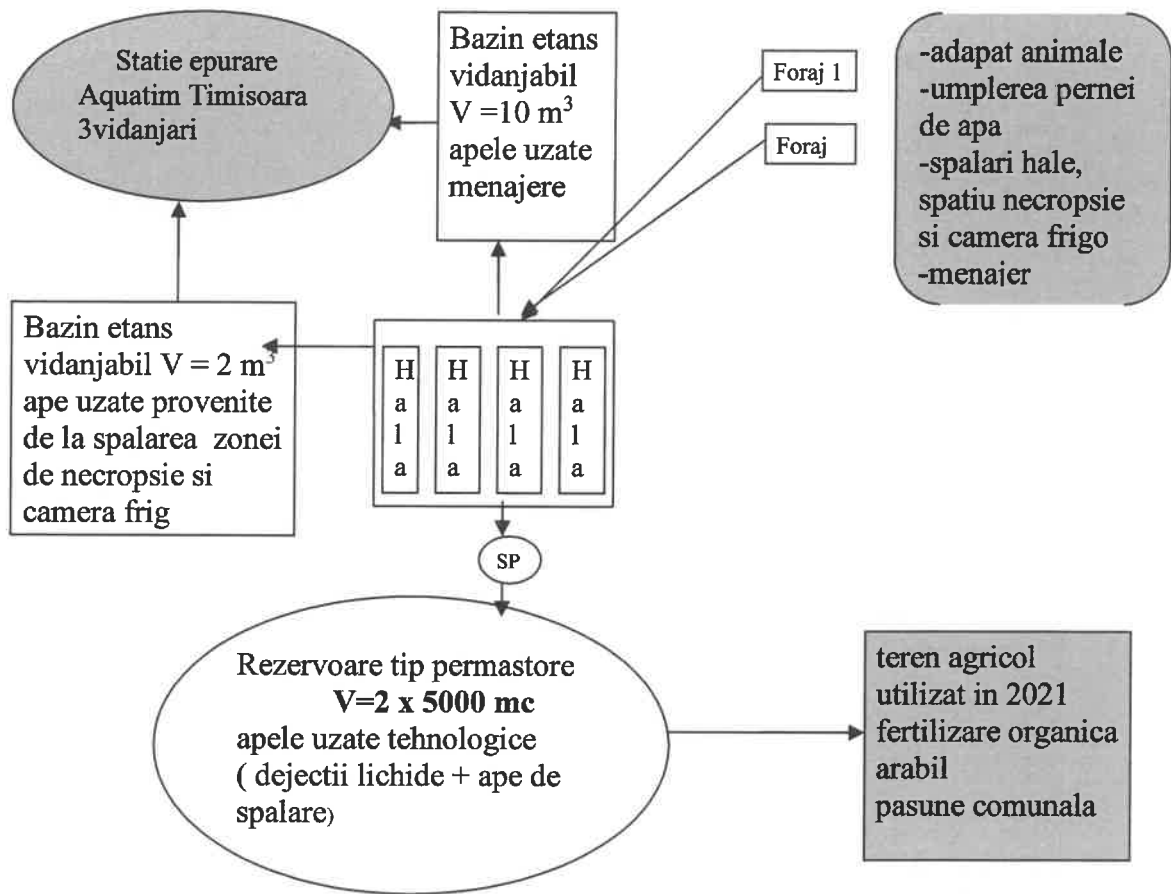 Statie epurare
Aquatim Timisoara
3vidanjari
Bazin etans
vidanjabil
V =10 m³
apele uzate
menajere
Foraj 1
Foraj
-adapat animale
-umplerea pernei
de apa
-spalari hale,
spatiu necropsie
si camera frigo
-menajer
Bazin etans
vidanjabil V = 2 m³
ape uzate provenite
de la spalarea zonei
de necropsie si
camera frig
Hala
Hala
Hala
Hala
SP
Rezervoare tip permastore
V=2 x 5000 mc
apele uzate tehnologice
( dejectii lichide + ape de
spalare)
teren agricol
utilizat in 2021
fertilizare organica
arabil
pasune comunala